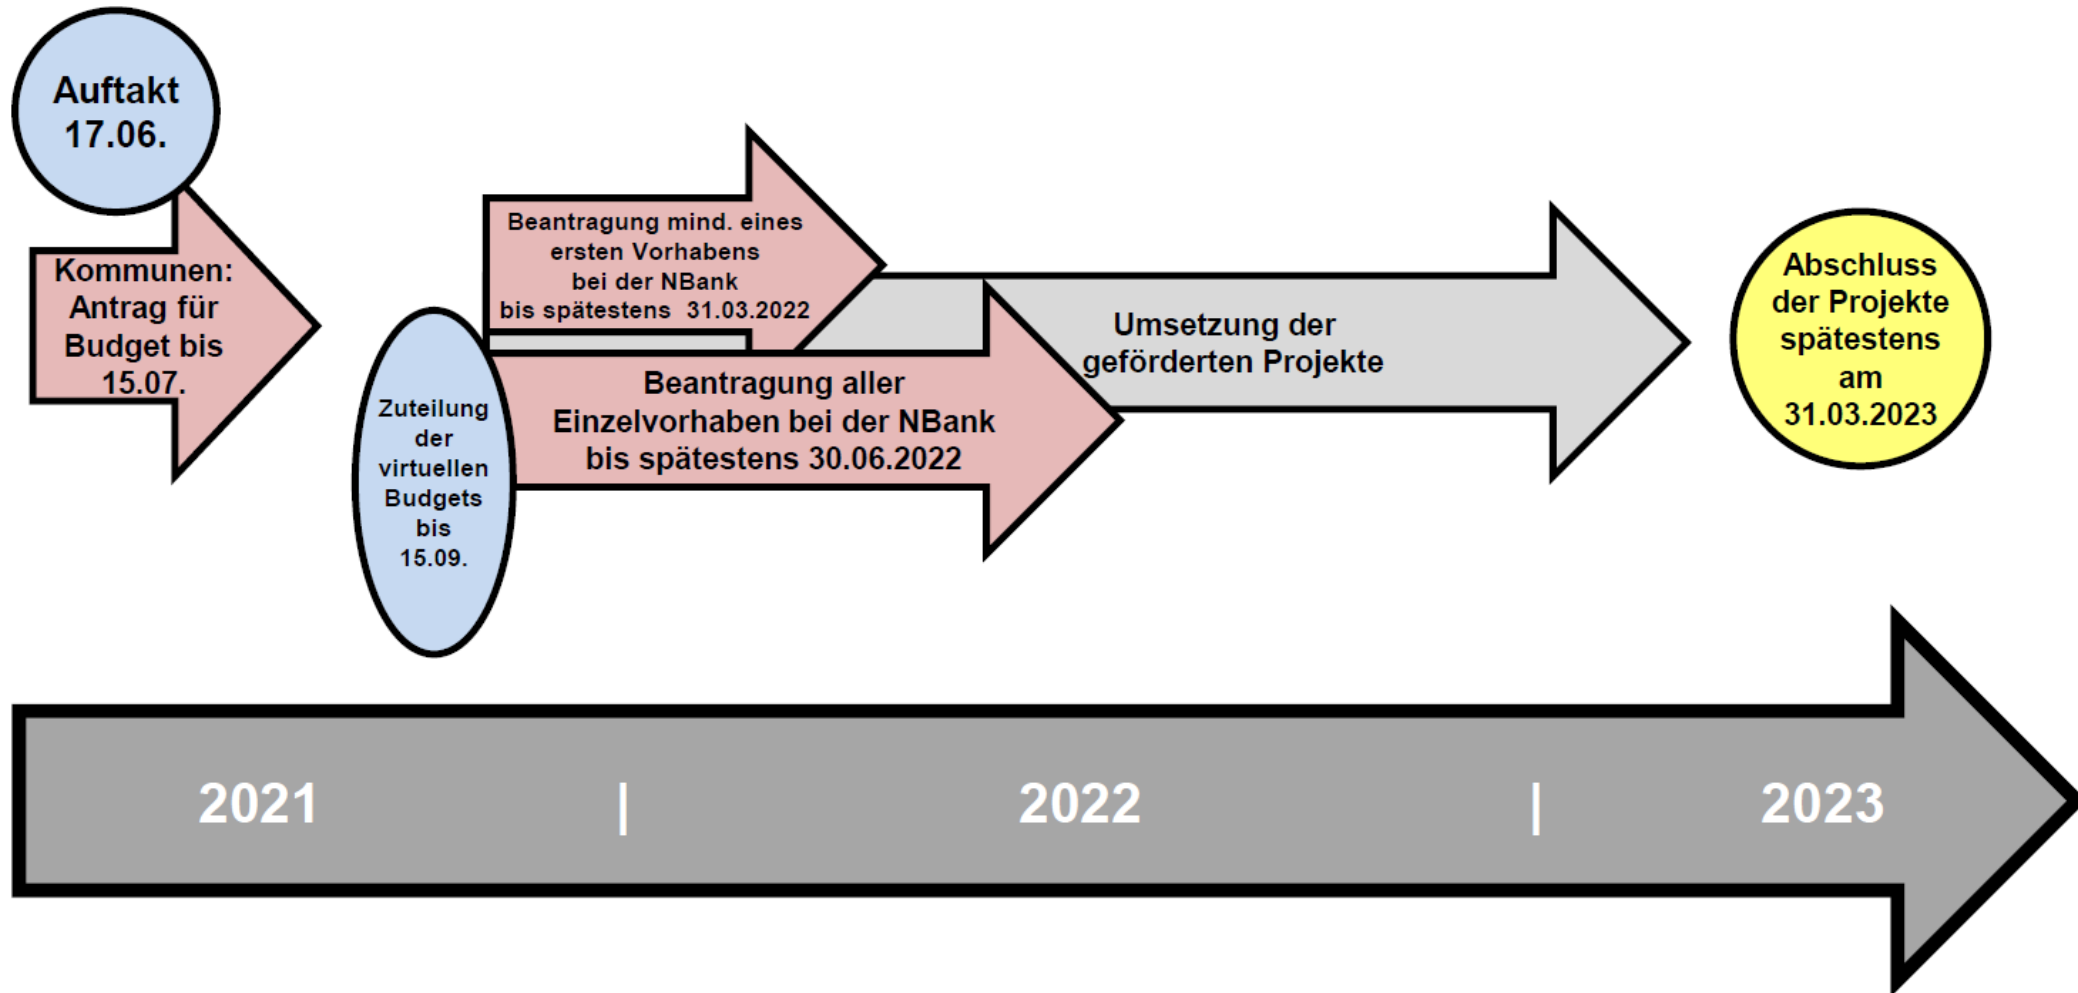 Auftakt
17.06.
Kommunen:
Antrag für
Budget bis
15.07.
Zuteilung
der
virtuellen
Budgets
bis
15.09.
Beantragung mind. eines
ersten Vorhabens
bei der NBank
bis spätestens 31.03.2022
Beantragung aller
Einzelvorhaben bei der NBank
bis spätestens 30.06.2022
Umsetzung der
geförderten Projekte
Abschluss
der Projekte
spätestens
am
31.03.2023
2021 | 2022 | 2023